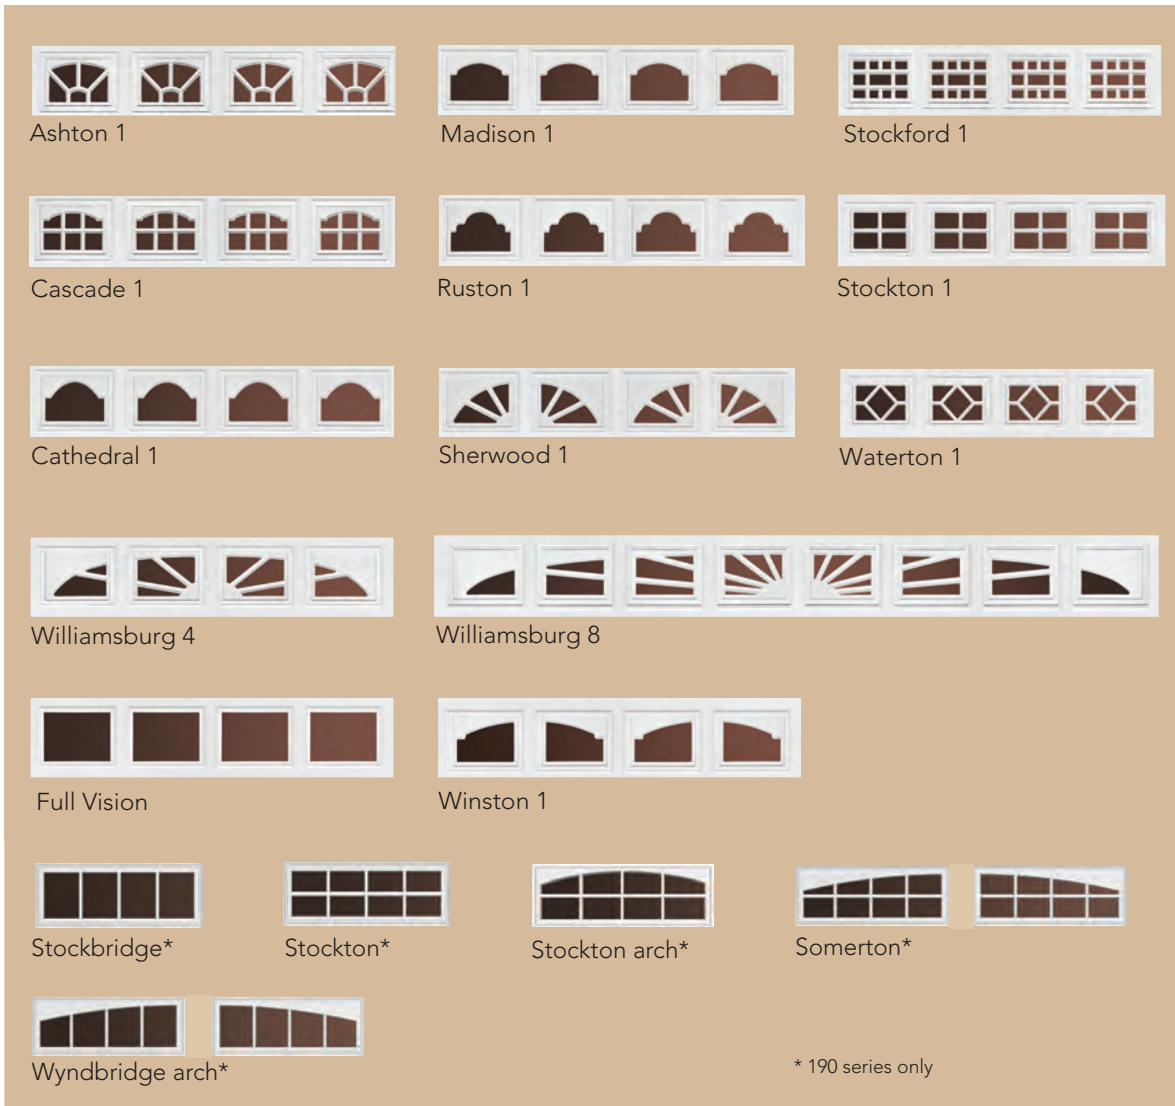 Ashton 1
Madison 1
Stockford 1
Cascade 1
Ruston 1
Stockton 1
Cathedral 1
Sherwood 1
Waterton 1
Williamsburg 4
Williamsburg 8
Full Vision
Winston 1
Stockbridge*
Stockton*
Stockton arch*
Somerton*
Wyndbridge arch*
* 190 series only